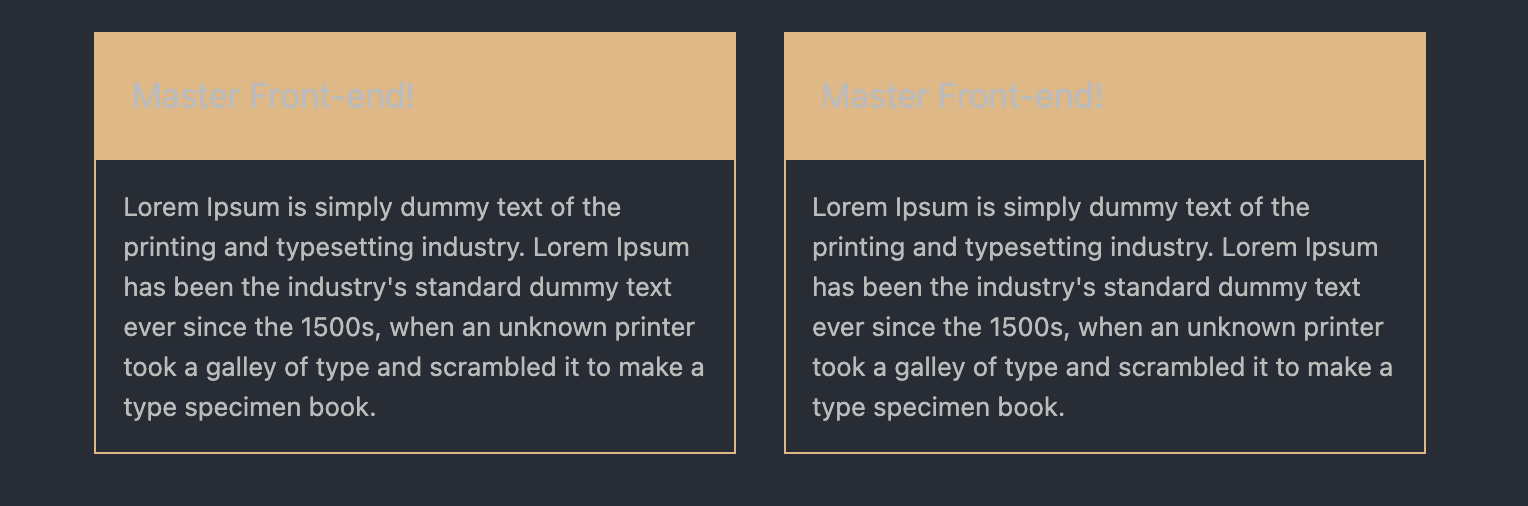 Master Front-end!
Lorem Ipsum is simply dummy text of the
printing and typesetting industry. Lorem Ipsum
has been the industry's standard dummy text
ever since the 1500s, when an unknown printer
took a galley of type and scrambled it to make a
type specimen book.
Master Front-end!
Lorem Ipsum is simply dummy text of the
printing and typesetting industry. Lorem Ipsum
has been the industry's standard dummy text
ever since the 1500s, when an unknown printer
took a galley of type and scrambled it to make a
type specimen book.